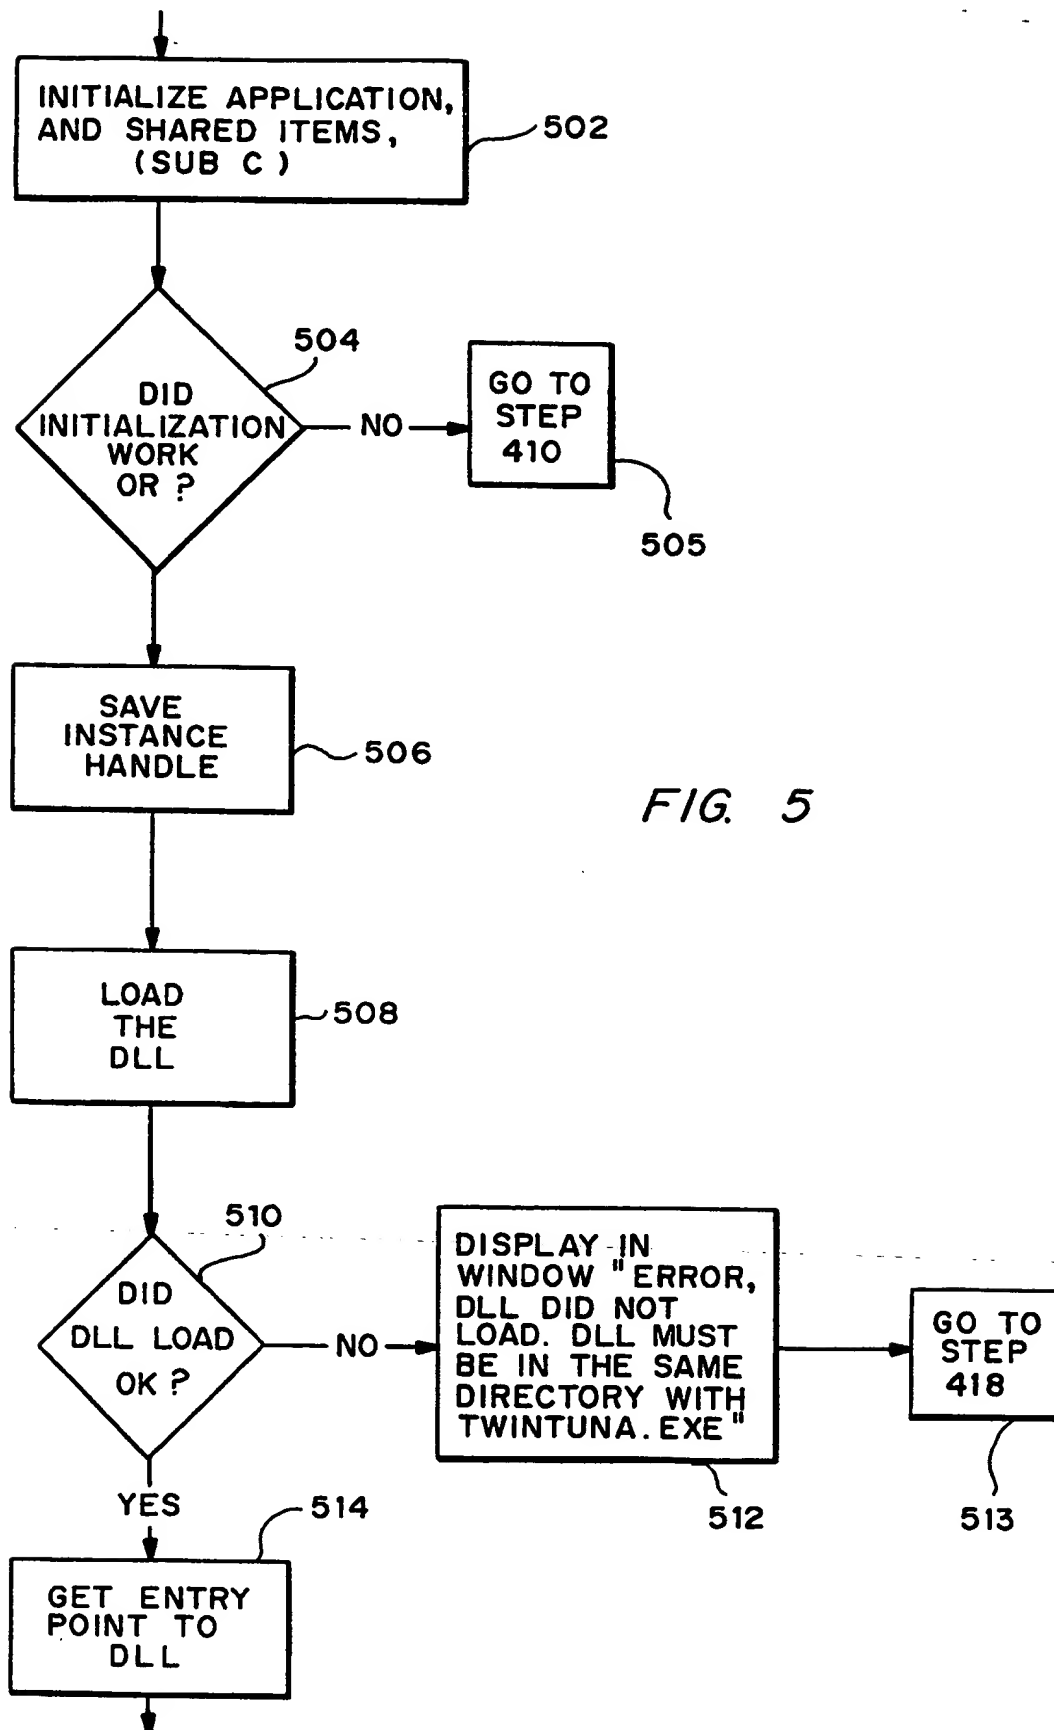 INITIALIZE APPLICATION,
AND SHARED ITEMS,
(SUB C)
502
504
DID
INITIALIZATION
WORK
OR ?
NO
GO TO
STEP
410
505
SAVE
INSTANCE
HANDLE
506
FIG. 5
LOAD
THE
DLL
508
510
DID
DLL LOAD
OK ?
NO
DISPLAY IN
WINDOW "ERROR,
DLL DID NOT
LOAD. DLL MUST
BE IN THE SAME
DIRECTORY WITH
TWINTUNA.EXE"
512
GO TO
STEP
418
513
YES
514
GET ENTRY
POINT TO
DLL